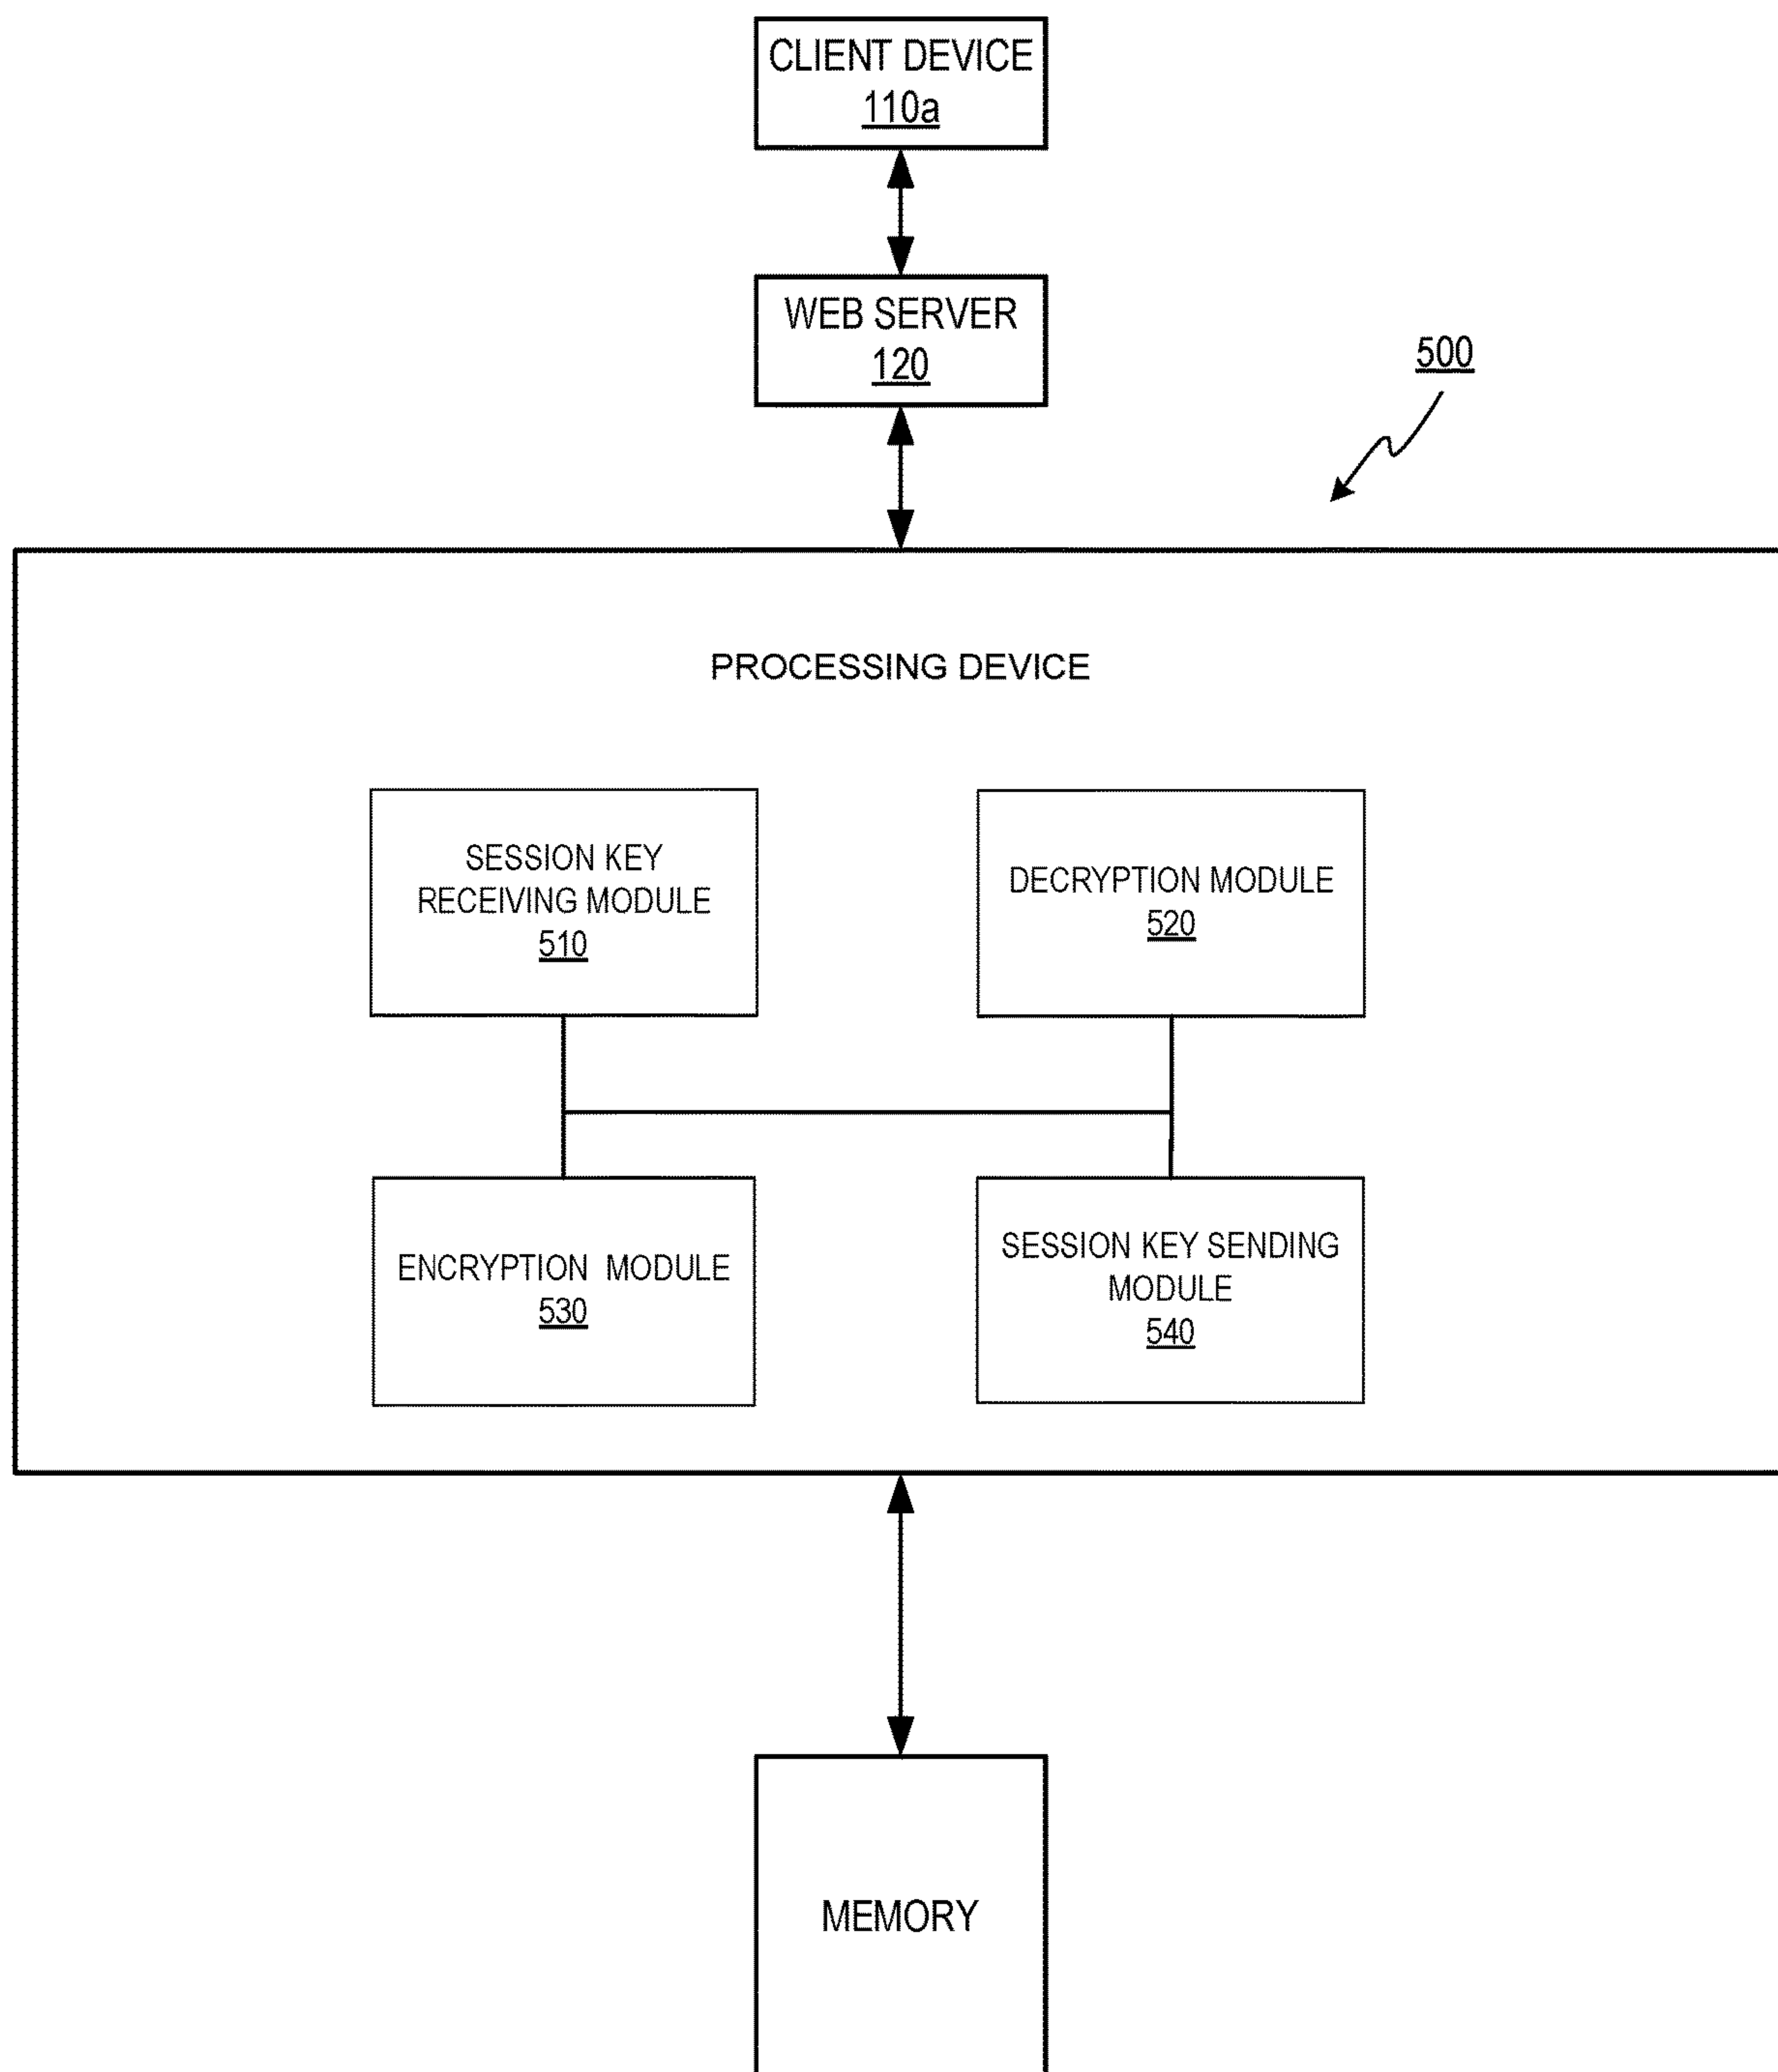 CLIENT DEVICE
110a
WEB SERVER
120
500
PROCESSING DEVICE
SESSION KEY
RECEIVING MODULE
510
DECRYPTION MODULE
520
ENCRYPTION MODULE
530
SESSION KEY SENDING
MODULE
540
MEMORY